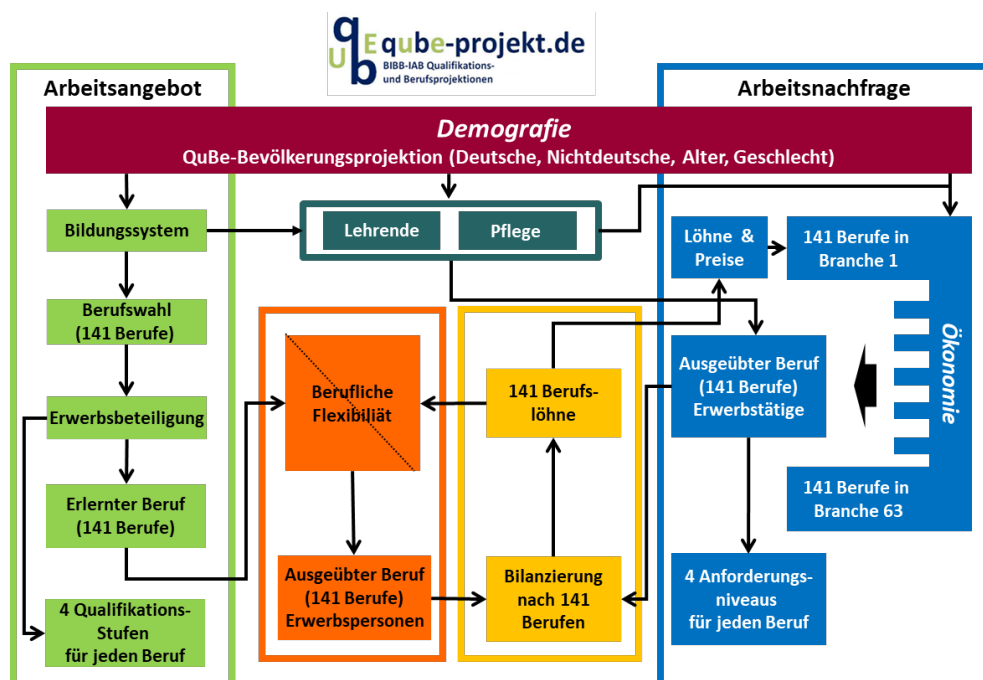 quBE qube-projekt.de
BIBB-IAB Qualifikations-
und Berufsprojektionen
Arbeitsangebot
Arbeitsnachfrage
Demografie
QuBe-Bevölkerungsprojektion (Deutsche, Nichtdeutsche, Alter, Geschlecht)
Bildungssystem
Lehrende
Pflege
Löhne &
Preise
141 Berufe in
Branche 1
Berufswahl
(141 Berufe)
Berufliche
Flexibiliät
141 Berufs-
löhne
Ausgeübter Beruf
(141 Berufe)
Erwerbstätige
Ökonomie
Erwerbsbeteiligung
Erlernter Beruf
(141 Berufe)
141 Berufe in
Branche 63
Ausgeübter Beruf
(141 Berufe)
Erwerbspersonen
Bilanzierung
nach 141
Berufen
4 Anforderungs-
niveaus
für jeden Beruf
4 Qualifikations-
Stufen
für jeden Beruf